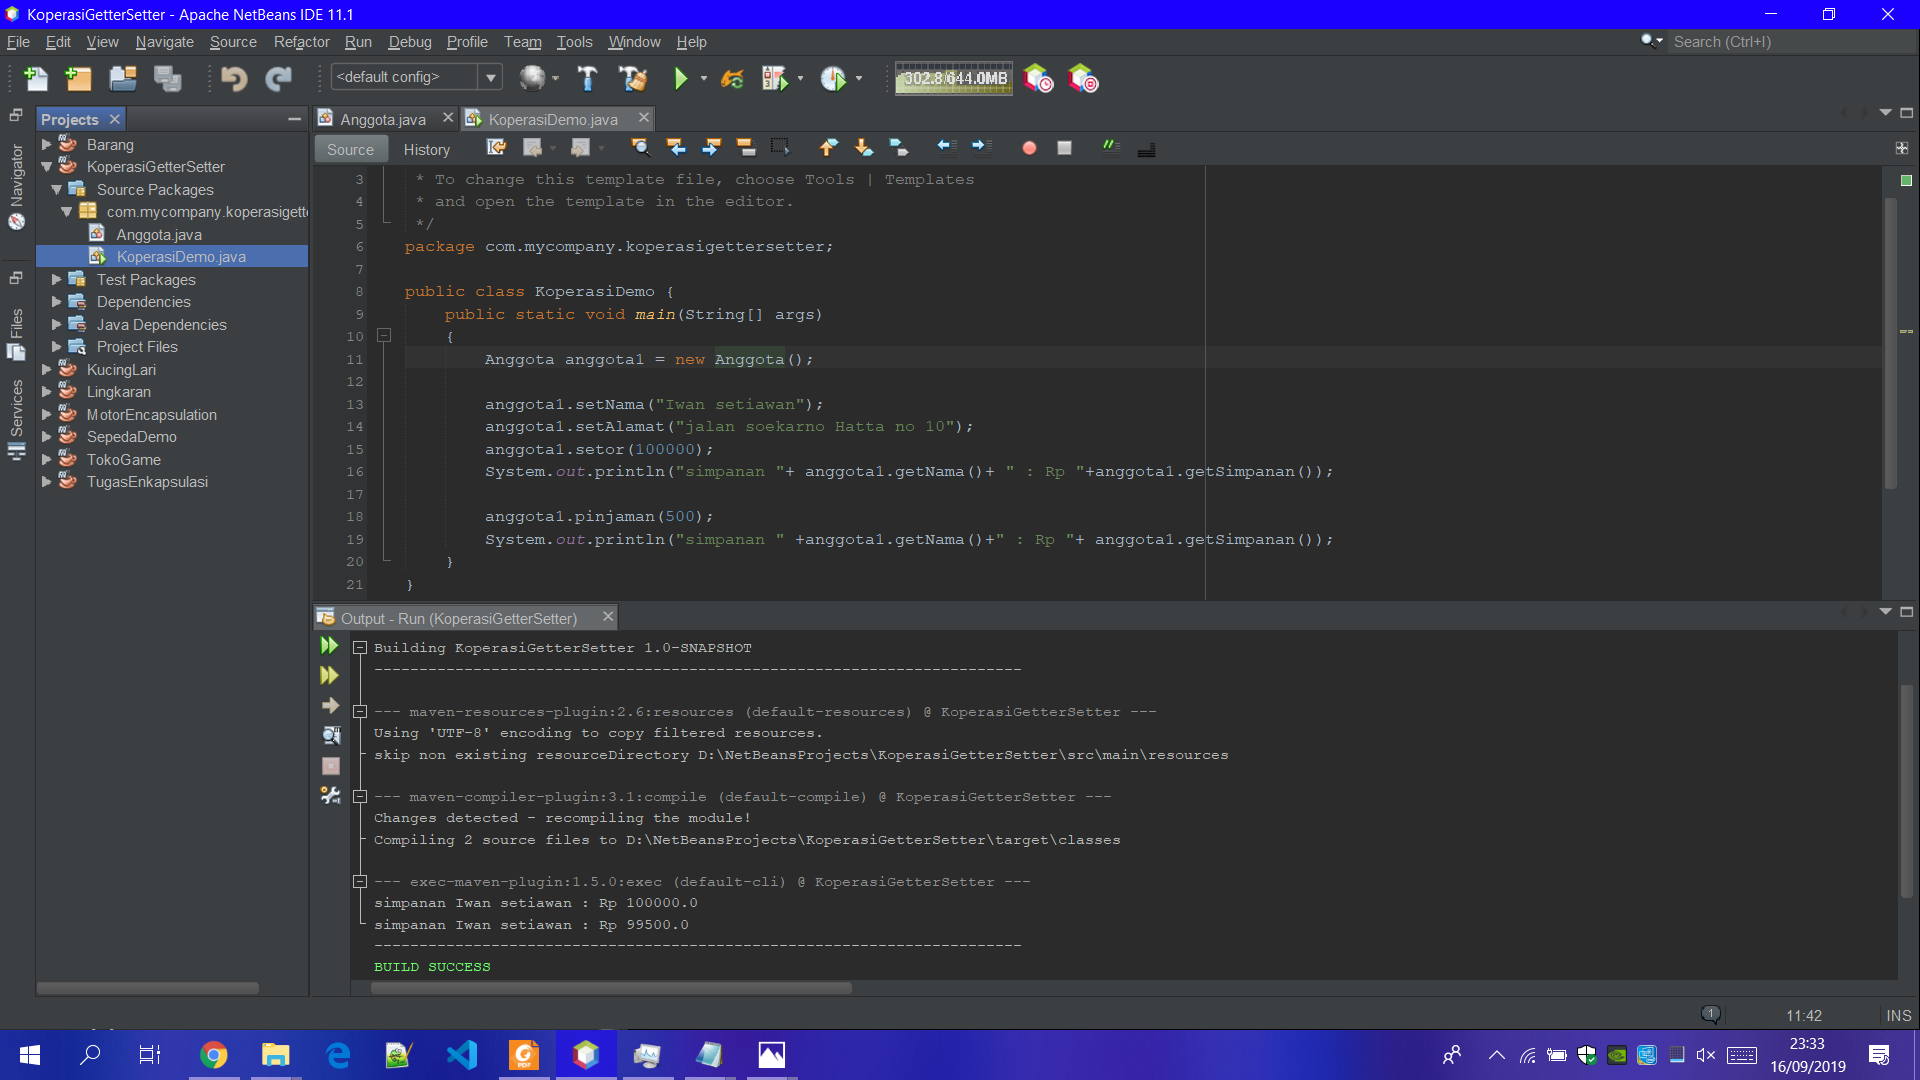 KoperasiGetterSetter - Apache NetBeans IDE 11.1
File Edit View Navigate Source Refactor Run Debug Profile Team Tools Window Help
Search (Ctrl+I)
<default config>
302.8/644.0MB
Projects
Navigator
Files
Services
Barang
KoperasiGetterSetter
Source Packages
com.mycompany.koperasigett
Anggota.java
KoperasiDemo.java
Test Packages
Dependencies
Java Dependencies
Project Files
KucingLari
Lingkaran
MotorEncapsulation
SepedaDemo
TokoGame
TugasEnkapsulasi
Anggota.java KoperasiDemo.java
Source History
3 * To change this template file, choose Tools | Templates
4 * and open the template in the editor.
5 */
6 package com.mycompany.koperasigettersetter;
7
8 public class KoperasiDemo {
9 public static void main(String[] args)
10 {
11 Anggota anggota1 = new Anggota();
12
13 anggota1.setNama("Iwan setiawan");
14 anggota1.setAlamat("jalan soekarno Hatta no 10");
15 anggota1.setor(100000);
16 System.out.println("simpanan "+ anggota1.getNama()+ " : Rp "+anggota1.getSimpanan());
17
18 anggota1.pinjaman(500);
19 System.out.println("simpanan " +anggota1.getNama()+" : Rp "+ anggota1.getSimpanan());
20 }
21 }
Output - Run (KoperasiGetterSetter)
Building KoperasiGetterSetter 1.0-SNAPSHOT
------------------------------------------------------------------------
--- maven-resources-plugin:2.6:resources (default-resources) @ KoperasiGetterSetter ---
Using 'UTF-8' encoding to copy filtered resources.
skip non existing resourceDirectory D:\NetBeansProjects\KoperasiGetterSetter\src\main\resources
--- maven-compiler-plugin:3.1:compile (default-compile) @ KoperasiGetterSetter ---
Changes detected - recompiling the module!
Compiling 2 source files to D:\NetBeansProjects\KoperasiGetterSetter\target\classes
--- exec-maven-plugin:1.5.0:exec (default-cli) @ KoperasiGetterSetter ---
simpanan Iwan setiawan : Rp 100000.0
simpanan Iwan setiawan : Rp 99500.0
------------------------------------------------------------------------
BUILD SUCCESS
1
11:42 INS
23:33
16/09/2019